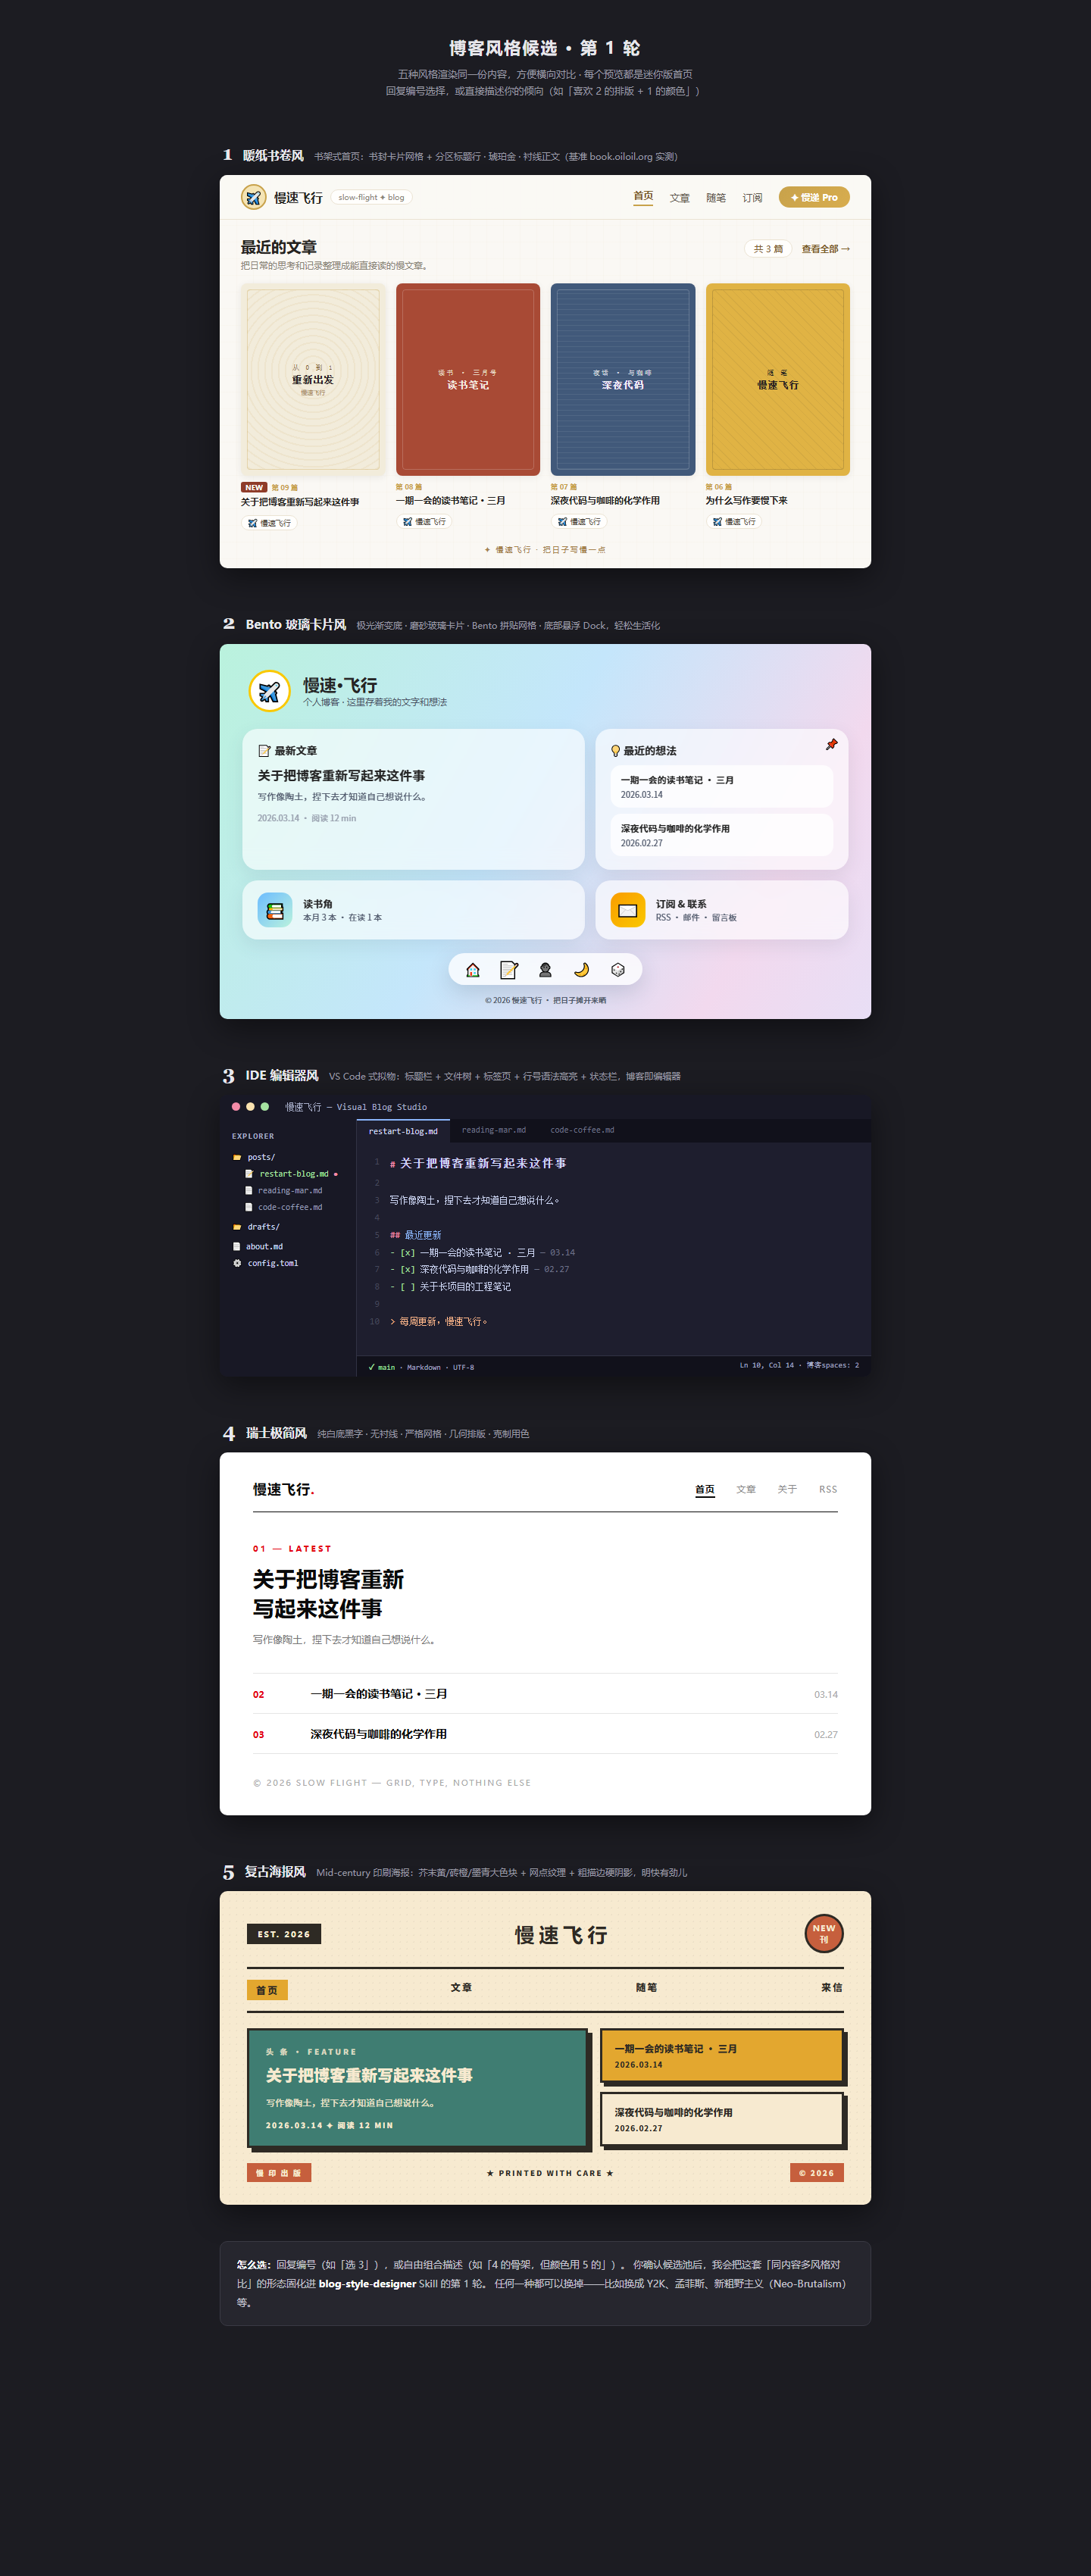 博客风格候选 · 第 1 轮
五种风格渲染同一份内容，方便横向对比 · 每个预览都是迷你版首页
回复编号选择，或直接描述你的倾向（如「喜欢 2 的排版 + 1 的颜色」）
1 暖纸书卷风 书架式首页：书封卡片网格 + 分区标题行 · 琥珀金 · 衬线正文（基准 book.oiloil.org 实测）
慢速飞行 slow-flight ✦ blog 首页 文章 随笔 订阅 ✦ 慢递 Pro
最近的文章 共 3 篇 查看全部 →
把日常的思考和记录整理成能直接读的慢文章。
从 0 到 1
重新出发
慢速飞行
读书 · 三月号
读书笔记
夜话 · 与咖啡
深夜代码
随笔
慢速飞行
NEW 第 09 篇
关于把博客重新写起来这件事
慢速飞行
第 08 篇
一期一会的读书笔记·三月
慢速飞行
第 07 篇
深夜代码与咖啡的化学作用
慢速飞行
第 06 篇
为什么写作要慢下来
慢速飞行
✦ 慢速飞行 · 把日子写慢一点
2 Bento 玻璃卡片风 极光渐变底 · 磨砂玻璃卡片 · Bento 拼贴网格 · 底部悬浮 Dock，轻松生活化
慢速·飞行
个人博客 · 这里存着我的文字和想法
最新文章
关于把博客重新写起来这件事
写作像陶土，捏下去才知道自己想说什么。
2026.03.14 · 阅读 12 min
最近的想法
一期一会的读书笔记 · 三月
2026.03.14
深夜代码与咖啡的化学作用
2026.02.27
读书角
本月 3 本 · 在读 1 本
订阅 & 联系
RSS · 邮件 · 留言板
© 2026 慢速飞行 · 把日子摊开来晒
3 IDE 编辑器风 VS Code 式拟物：标题栏 + 文件树 + 标签页 + 行号语法高亮 + 状态栏，博客即编辑器
慢速飞行 — Visual Blog Studio
EXPLORER
posts/
restart-blog.md ●
reading-mar.md
code-coffee.md
drafts/
about.md
config.toml
restart-blog.md reading-mar.md code-coffee.md
1 # 关于把博客重新写起来这件事
2
3 写作像陶土，捏下去才知道自己想说什么。
4
5 ## 最近更新
6 - [x] 一期一会的读书笔记 · 三月 — 03.14
7 - [x] 深夜代码与咖啡的化学作用 — 02.27
8 - [ ] 关于长项目的工程笔记
9
10 > 每周更新，慢速飞行。
✓ main · Markdown · UTF-8 Ln 10, Col 14 · 博客spaces: 2
4 瑞士极简风 纯白底黑字 · 无衬线 · 严格网格 · 几何排版 · 克制用色
慢速飞行. 首页 文章 关于 RSS
01 — LATEST
关于把博客重新
写起来这件事
写作像陶土，捏下去才知道自己想说什么。
02 一期一会的读书笔记·三月 03.14
03 深夜代码与咖啡的化学作用 02.27
© 2026 SLOW FLIGHT — GRID, TYPE, NOTHING ELSE
5 复古海报风 Mid-century 印刷海报：芥末黄/砖橙/墨青大色块 + 网点纹理 + 粗描边硬阴影，明快有劲儿
EST. 2026 慢速飞行 NEW
刊
首页 文章 随笔 来信
头条 · FEATURE
关于把博客重新写起来这件事
写作像陶土，捏下去才知道自己想说什么。
2026.03.14 ✦ 阅读 12 MIN
一期一会的读书笔记 · 三月
2026.03.14
深夜代码与咖啡的化学作用
2026.02.27
慢印出版 ★ PRINTED WITH CARE ★ © 2026
怎么选：回复编号（如「选 3」），或自由组合描述（如「4 的骨架，但颜色用 5 的」）。 你确认候选池后，我会把这套「同内容多风格对
比」的形态固化进 blog-style-designer Skill 的第 1 轮。 任何一种都可以换掉——比如换成 Y2K、孟菲斯、新粗野主义（Neo-Brutalism）
等。